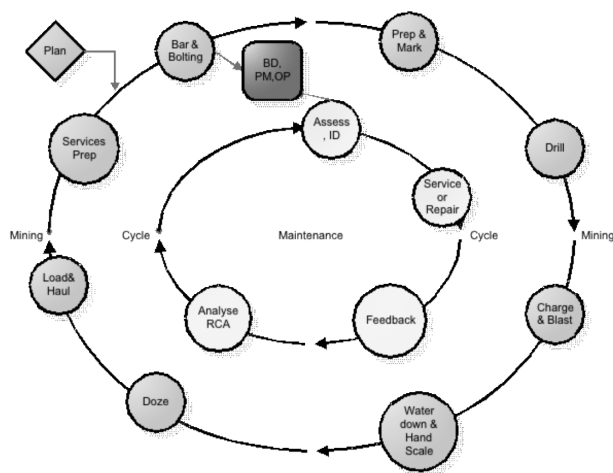 Plan
Bar &
Bolting
BD,
PM,OP
Prep &
Mark
Assess
, ID
Services
Prep
Drill
Service
or
Repair
Mining
Cycle
Maintenance
Cycle
Mining
Load&
Haul
Analyse
RCA
Feedback
Charge
& Blast
Doze
Water
down &
Hand
Scale